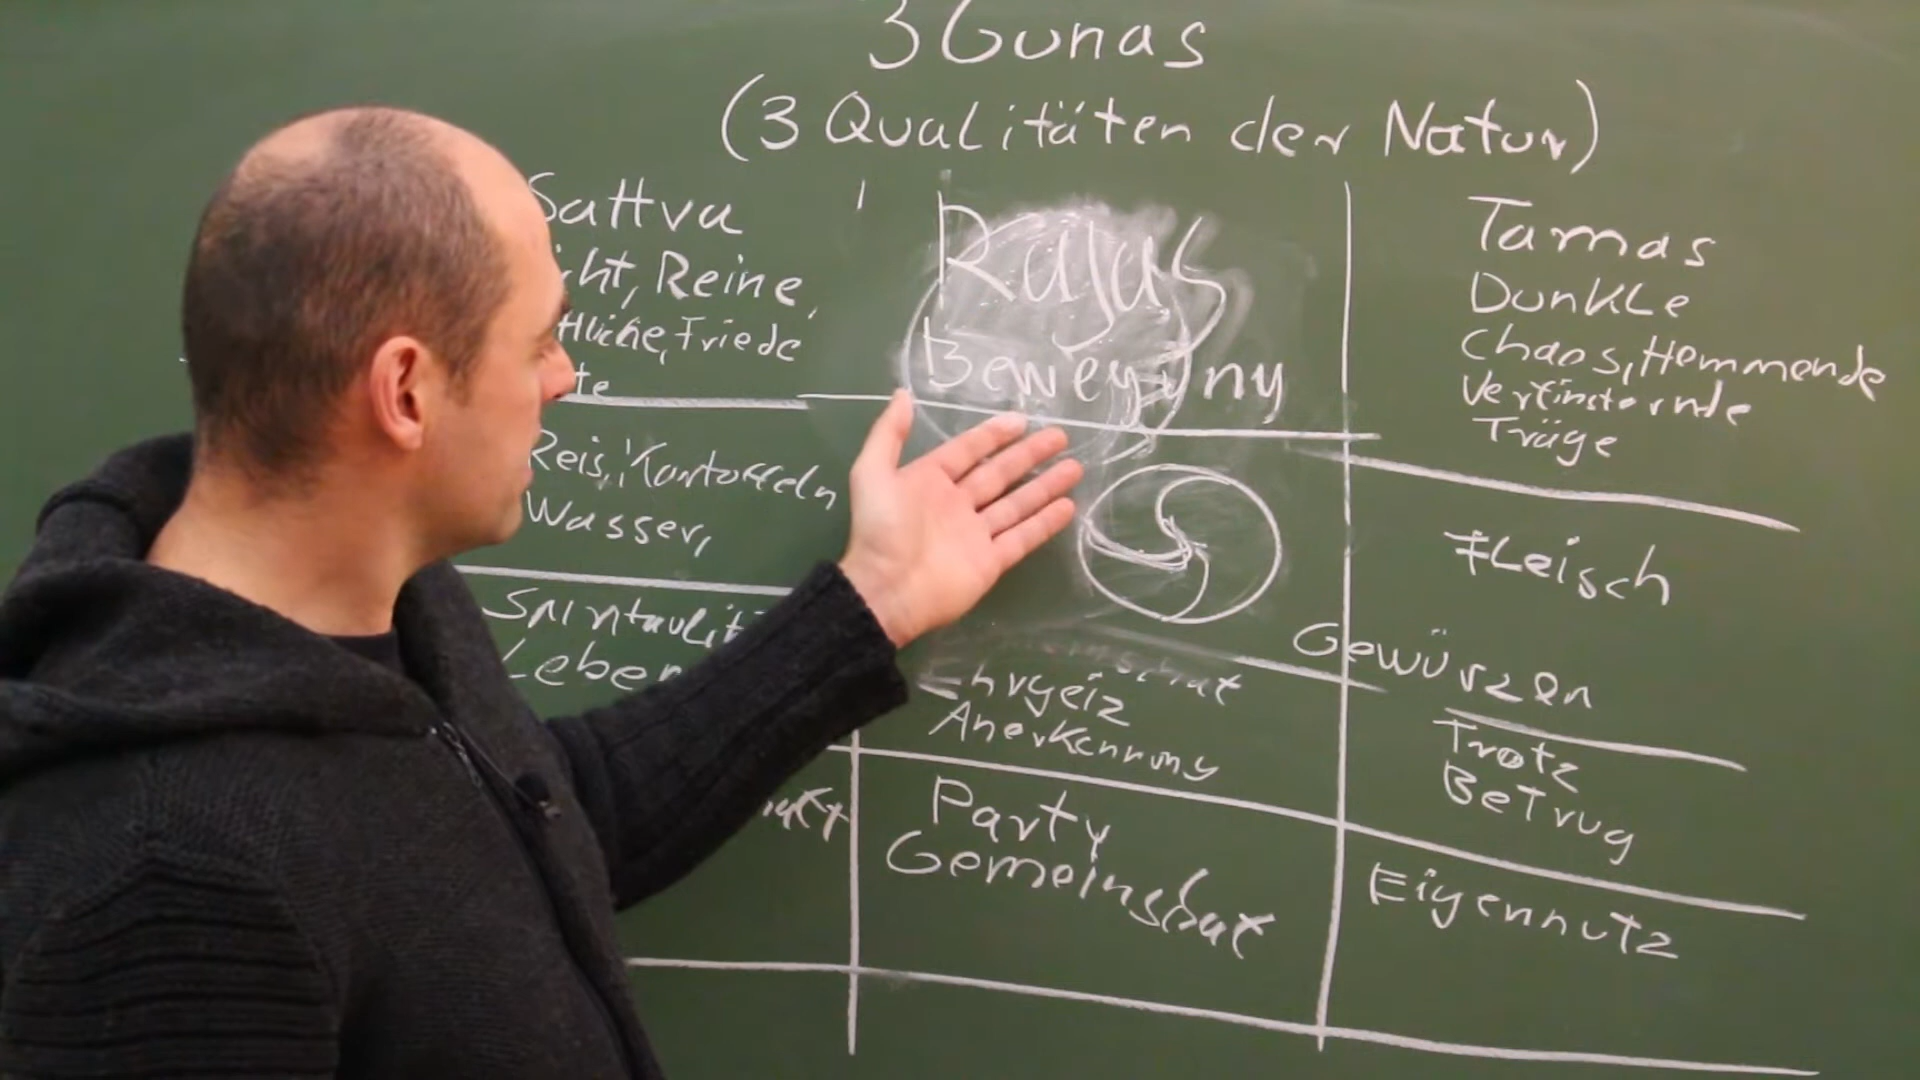 3 Gunas
(3 Qualitäten der Natur)
Sattva
Reine,
Friede
Rajas
Bewegung
Tamas
Dunkle
Chaos, Hemmende
Verfinsternde
Träge
Reis, Kartoffeln
Wasser,
Fleisch
Gewürzen
Leben
Ehrgeiz
Anerkennung
Trotz
Betrug
Party
Gemeinschaft
Eigennutz